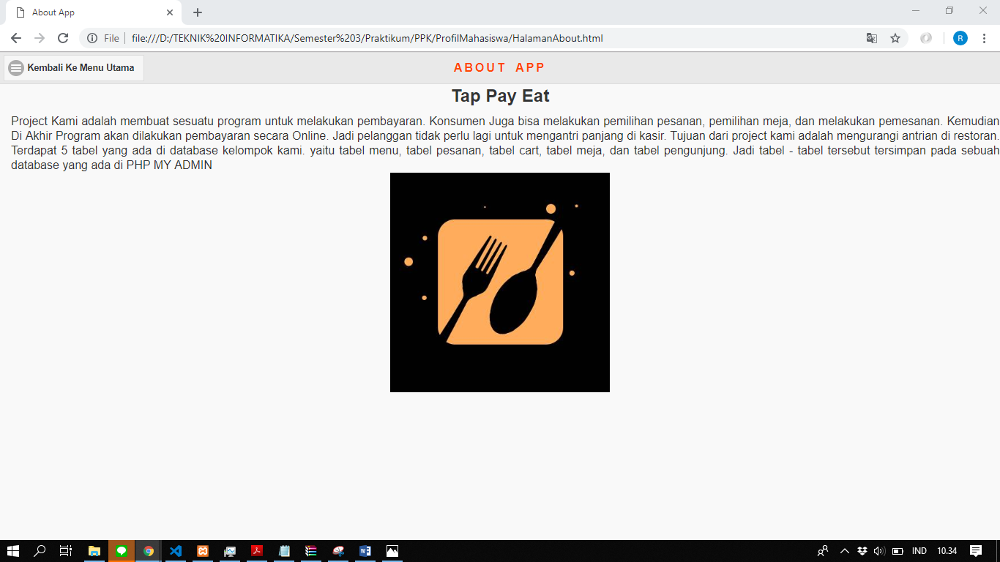 About App
File
file:///D:/TEKNIK%20INFORMATIKA/Semester%203/Praktikum/PPK/ProfilMahasiswa/HalamanAbout.html
R
Kembali Ke Menu Utama
ABOUT APP
Tap Pay Eat
Project Kami adalah membuat sesuatu program untuk melakukan pembayaran. Konsumen Juga bisa melakukan pemilihan pesanan, pemilihan meja, dan melakukan pemesanan. Kemudian
Di Akhir Program akan dilakukan pembayaran secara Online. Jadi pelanggan tidak perlu lagi untuk mengantri panjang di kasir. Tujuan dari project kami adalah mengurangi antrian di restoran.
Terdapat 5 tabel yang ada di database kelompok kami. yaitu tabel menu, tabel pesanan, tabel cart, tabel meja, dan tabel pengunjung. Jadi tabel - tabel tersebut tersimpan pada sebuah
database yang ada di PHP MY ADMIN
IND
10.34